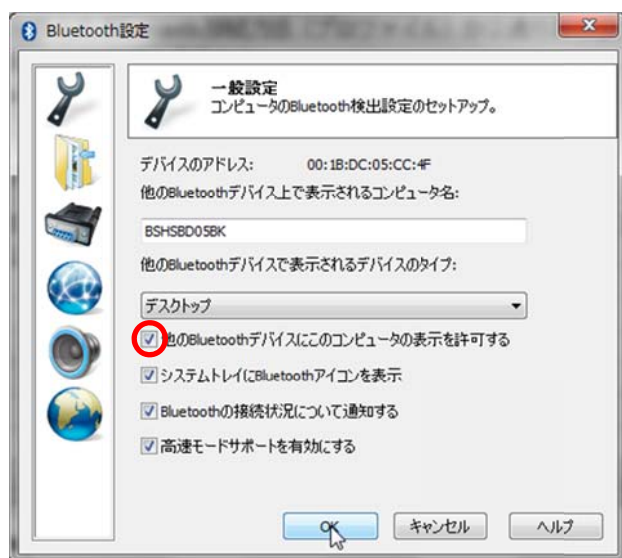 Bluetooth設定
一般設定
コンピュータのBluetooth検出設定のセットアップ。
デバイスのアドレス: 00:1B:DC:05:CC:4F
他のBluetoothデバイス上で表示されるコンピュータ名:
BSHSBD05BK
他のBluetoothデバイスで表示されるデバイスのタイプ:
デスクトップ
他のBluetoothデバイスにこのコンピュータの表示を許可する
システムトレイにBluetoothアイコンを表示
Bluetoothの接続状況について通知する
高速モードサポートを有効にする
OK キャンセル ヘルプ